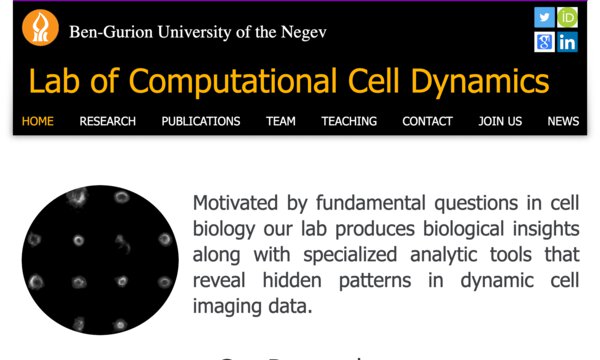 Ben-Gurion University of the Negev
Lab of Computational Cell Dynamics
HOME RESEARCH PUBLICATIONS TEAM TEACHING CONTACT JOIN US NEWS
Motivated by fundamental questions in cell
biology our lab produces biological insights
along with specialized analytic tools that
reveal hidden patterns in dynamic cell
imaging data.